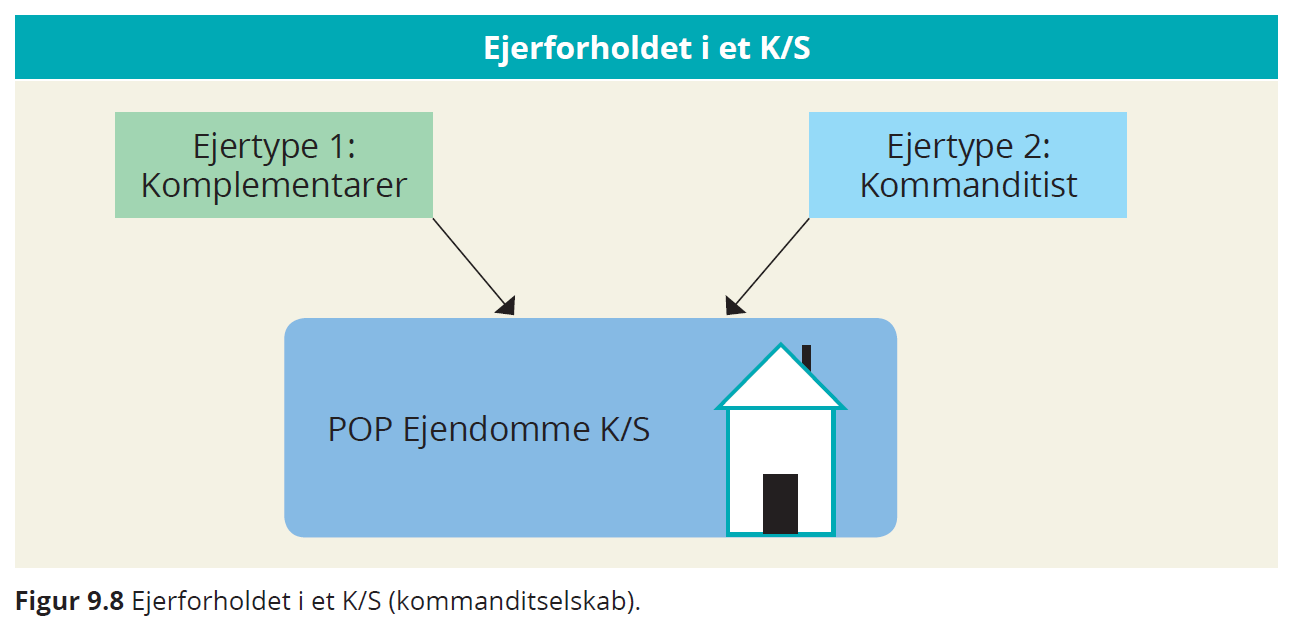 Ejerforholdet i et K/S
Ejertype 1:
Komplementarer
Ejertype 2:
Kommanditist
POP Ejendomme K/S
Figur 9.8 Ejerforholdet i et K/S (kommanditselskab).